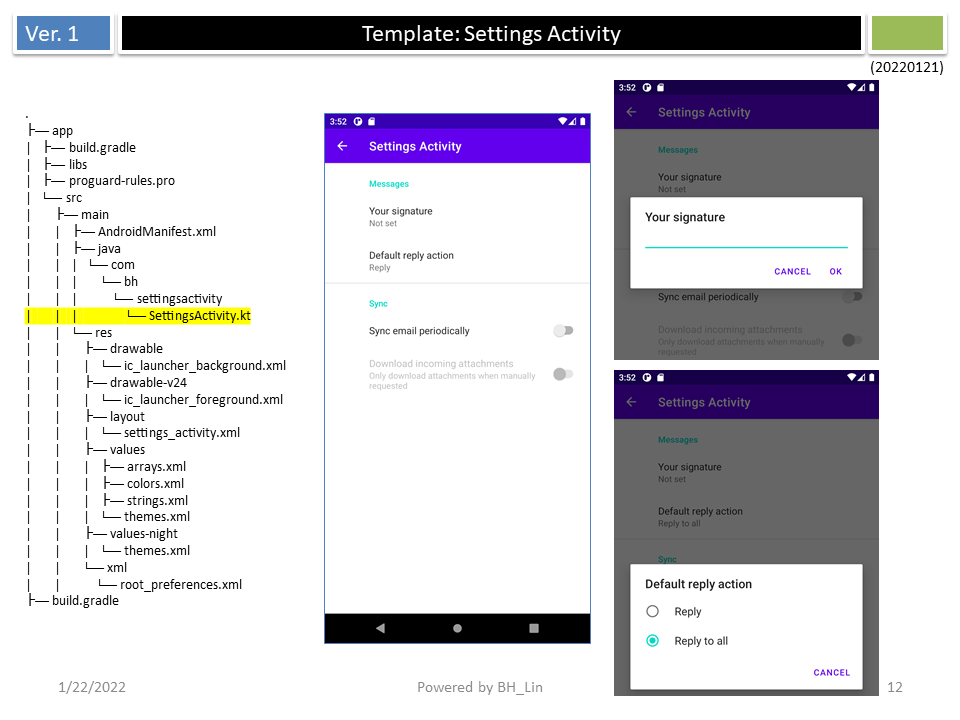 Ver. 1
Template: Settings Activity
(20220121)
.
├── app
│ ├── build.gradle
│ ├── libs
│ ├── proguard-rules.pro
│ └── src
│ ├── main
│ │ ├── AndroidManifest.xml
│ │ ├── java
│ │ │ └── com
│ │ │ └── bh
│ │ │ └── settingsactivity
│ │ │ └── SettingsActivity.kt
│ │ └── res
│ │ ├── drawable
│ │ │ └── ic_launcher_background.xml
│ │ ├── drawable-v24
│ │ │ └── ic_launcher_foreground.xml
│ │ ├── layout
│ │ │ └── settings_activity.xml
│ │ ├── values
│ │ │ ├── arrays.xml
│ │ │ ├── colors.xml
│ │ │ ├── strings.xml
│ │ │ └── themes.xml
│ │ ├── values-night
│ │ │ └── themes.xml
│ │ └── xml
│ │ └── root_preferences.xml
├── build.gradle
3:52
Settings Activity
Messages
Your signature
Not set
Default reply action
Reply
Sync
Sync email periodically
Download incoming attachments
Only download attachments when manually
requested
3:52
Settings Activity
Messages
Your signature
Not set
Your signature
CANCEL OK
Sync email periodically
Download incoming attachments
Only download attachments when manually
requested
3:52
Settings Activity
Messages
Your signature
Not set
Default reply action
Reply to all
Sync
Default reply action
Reply
Reply to all
CANCEL
1/22/2022
Powered by BH_Lin
12